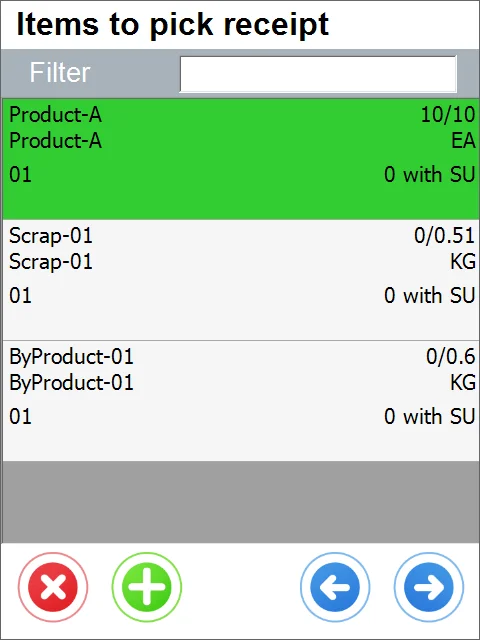 Items to pick receipt
Filter
Product-A 10/10
Product-A EA
01 0 with SU
Scrap-01 0/0.51
Scrap-01 KG
01 0 with SU
ByProduct-01 0/0.6
ByProduct-01 KG
01 0 with SU